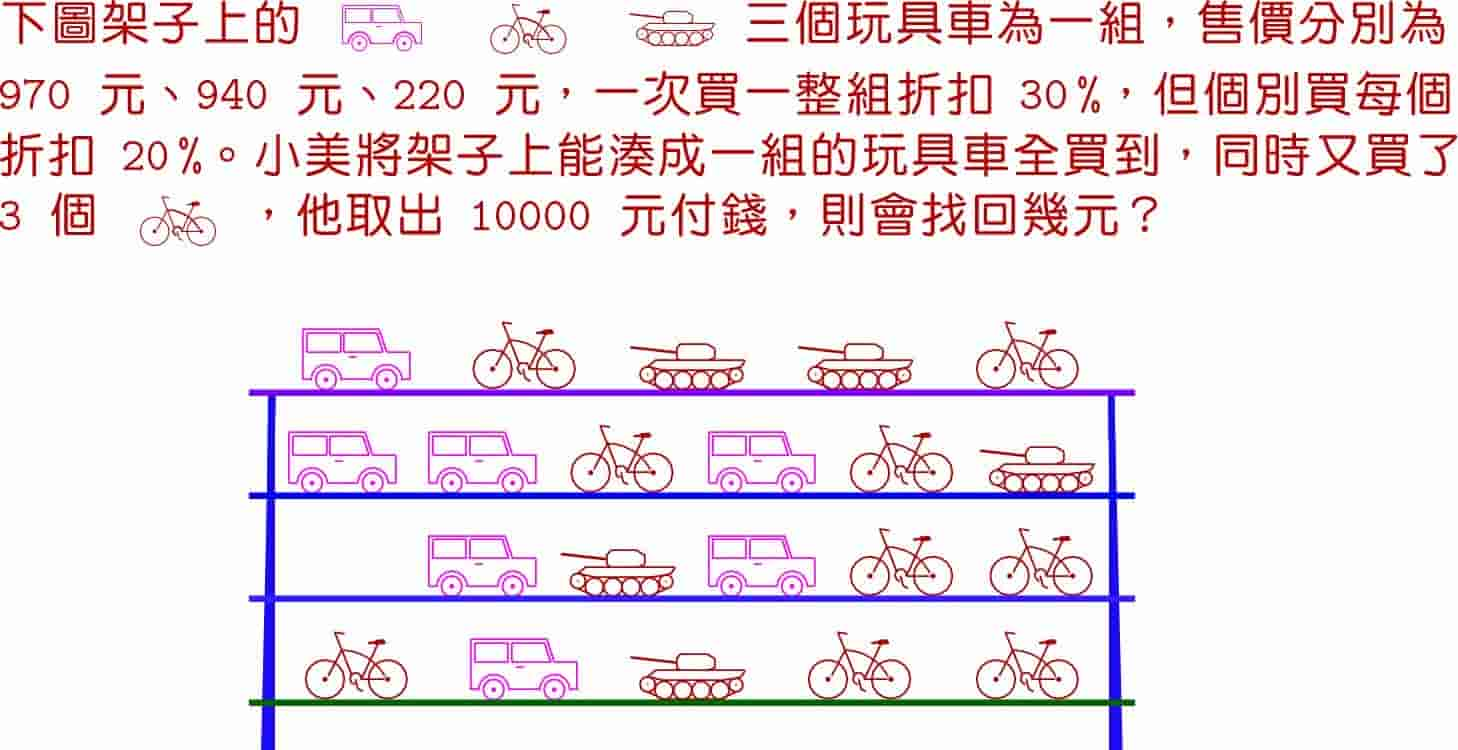 下圖架子上的 三個玩具車為一組，售價分別為
970 元、940 元、220 元，一次買一整組折扣 30%，但個別買每個
折扣 20%。小美將架子上能湊成一組的玩具車全買到，同時又買了
3 個 ，他取出 10000 元付錢，則會找回幾元？